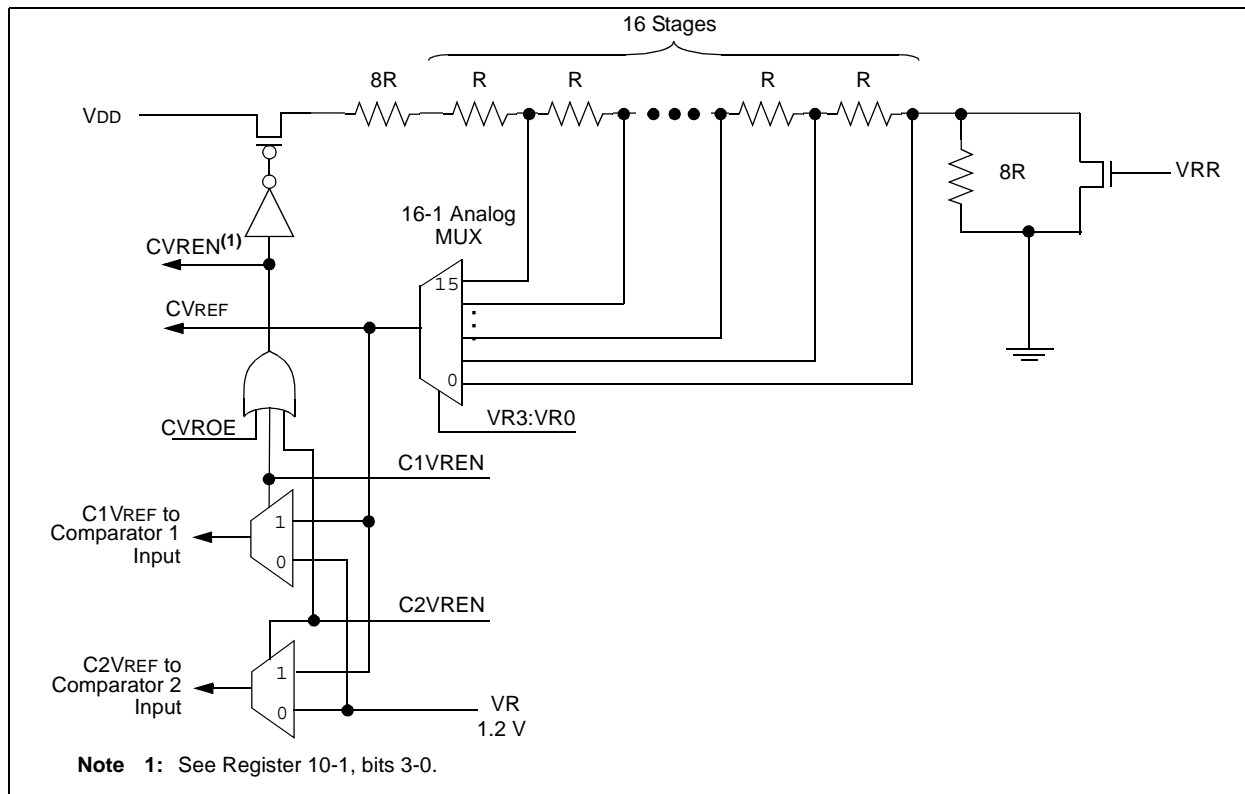 16 Stages
8R
R
R
R
R
VDD
8R
VRR
16-1 Analog
MUX
CVREN(1)
15
CVREF
0
VR3:VR0
CVROE
C1VREN
C1VREF to
Comparator 1
Input
1
0
C2VREN
C2VREF to
Comparator 2
Input
1
0
VR
1.2 V
Note 1: See Register 10-1, bits 3-0.